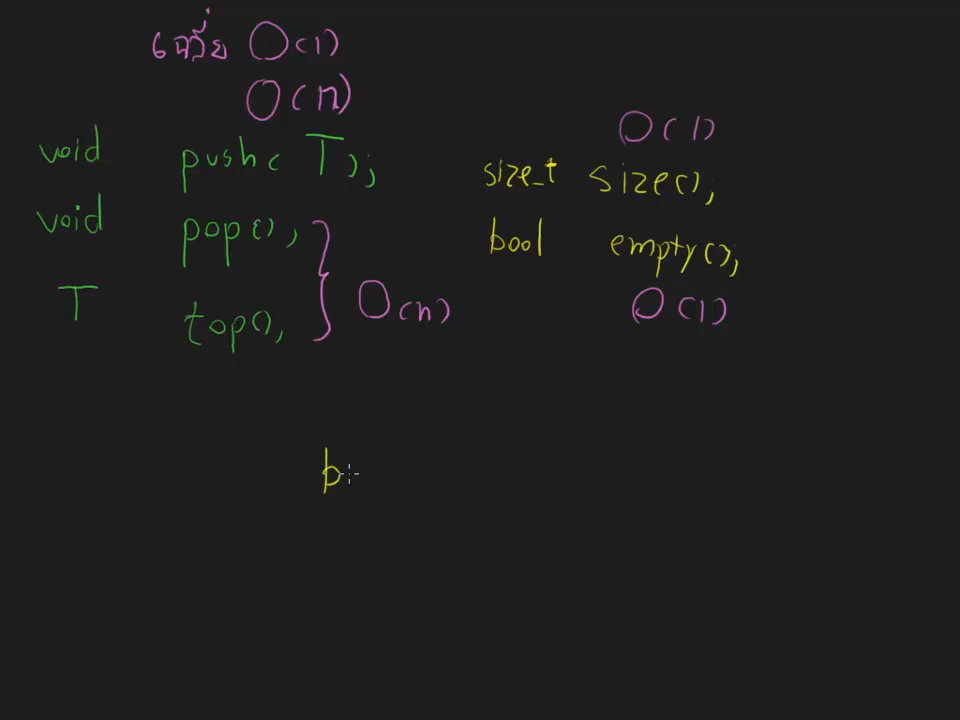 เฉลี่ย O(1)
O(n)
O(1)
void push( T );
size_t size();
void pop();
bool empty();
T top();
O(n)
O(1)
b